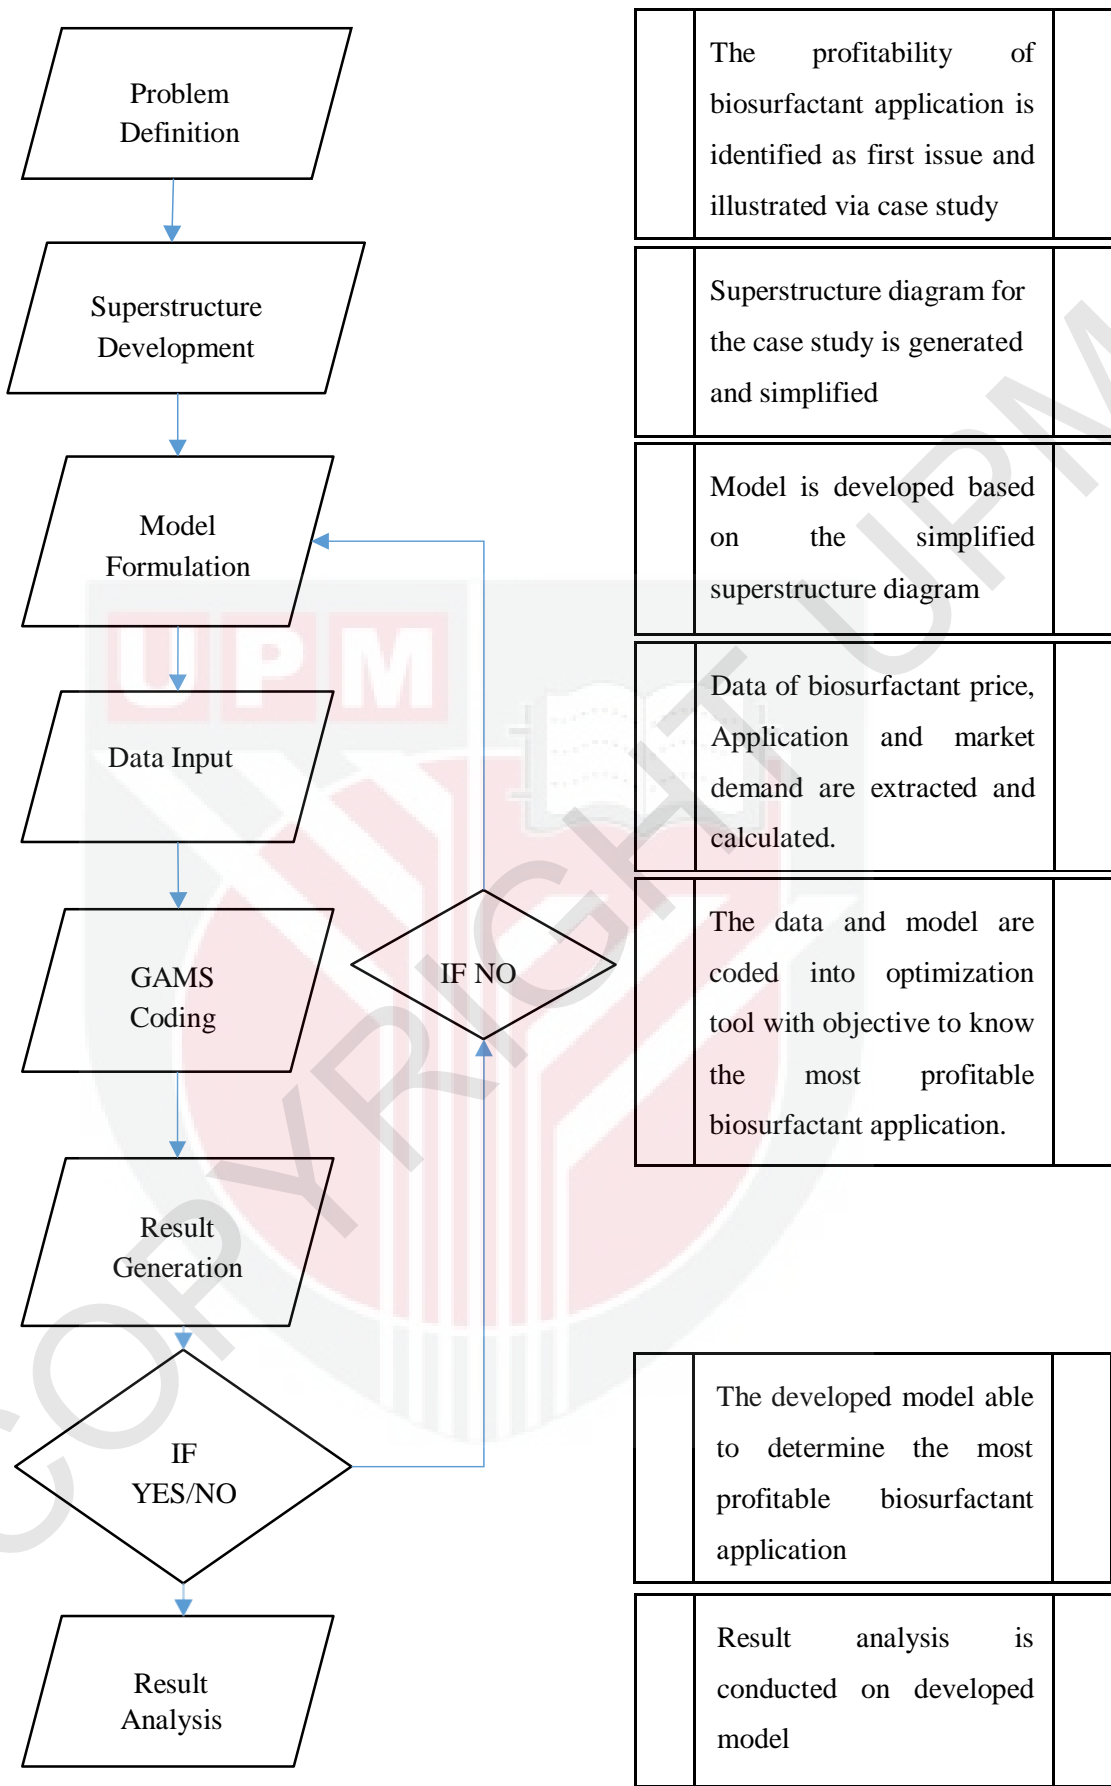 Problem
Definition
The profitability of
biosurfactant application is
identified as first issue and
illustrated via case study
Superstructure
Development
Superstructure diagram for
the case study is generated
and simplified
Model
Formulation
Model is developed based
on the simplified
superstructure diagram
UPM
Data Input
Data of biosurfactant price,
Application and market
demand are extracted and
calculated.
GAMS
Coding
IF NO
The data and model are
coded into optimization
tool with objective to know
the most profitable
biosurfactant application.
Result
Generation
IF
YES/NO
The developed model able
to determine the most
profitable biosurfactant
application
Result
Analysis
Result analysis is
conducted on developed
model
COPYRIGHT UPM